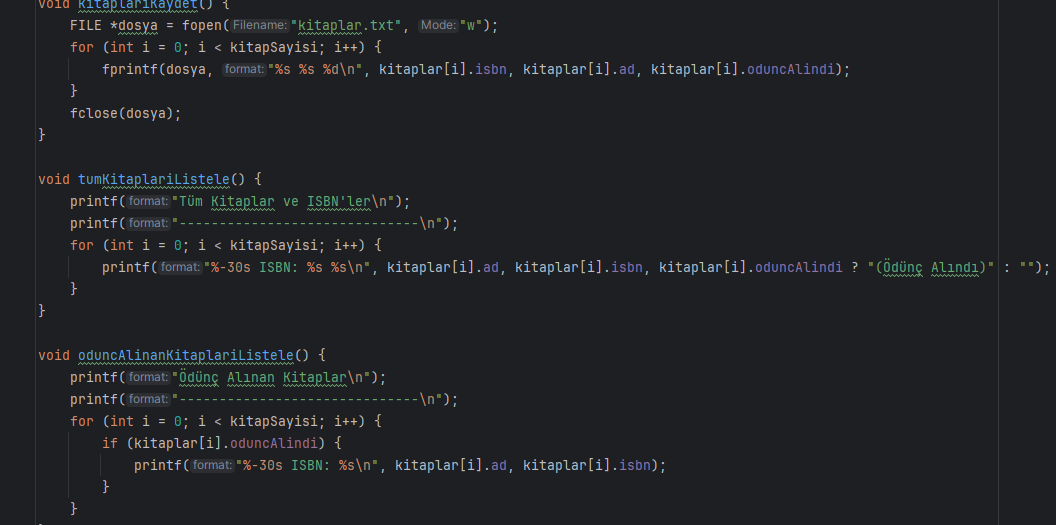 void kitaplariKaydet() {
FILE *dosya = fopen(Filename: "kitaplar.txt", Mode: "w");
for (int i = 0; i < kitapSayisi; i++) {
fprintf(dosya, format: "%s %s %d\n", kitaplar[i].isbn, kitaplar[i].ad, kitaplar[i].oduncAlindi);
}
fclose(dosya);
}
void tumKitaplariListele() {
printf(format: "Tüm Kitaplar ve ISBN'ler\n");
printf(format: "------------------------------\n");
for (int i = 0; i < kitapSayisi; i++) {
printf(format: "%-30s ISBN: %s %s\n", kitaplar[i].ad, kitaplar[i].isbn, kitaplar[i].oduncAlindi ? "(Ödünç Alındı)" : "");
}
}
void oduncAlinanKitaplariListele() {
printf(format: "Ödünç Alınan Kitaplar\n");
printf(format: "------------------------------\n");
for (int i = 0; i < kitapSayisi; i++) {
if (kitaplar[i].oduncAlindi) {
printf(format: "%-30s ISBN: %s\n", kitaplar[i].ad, kitaplar[i].isbn);
}
}